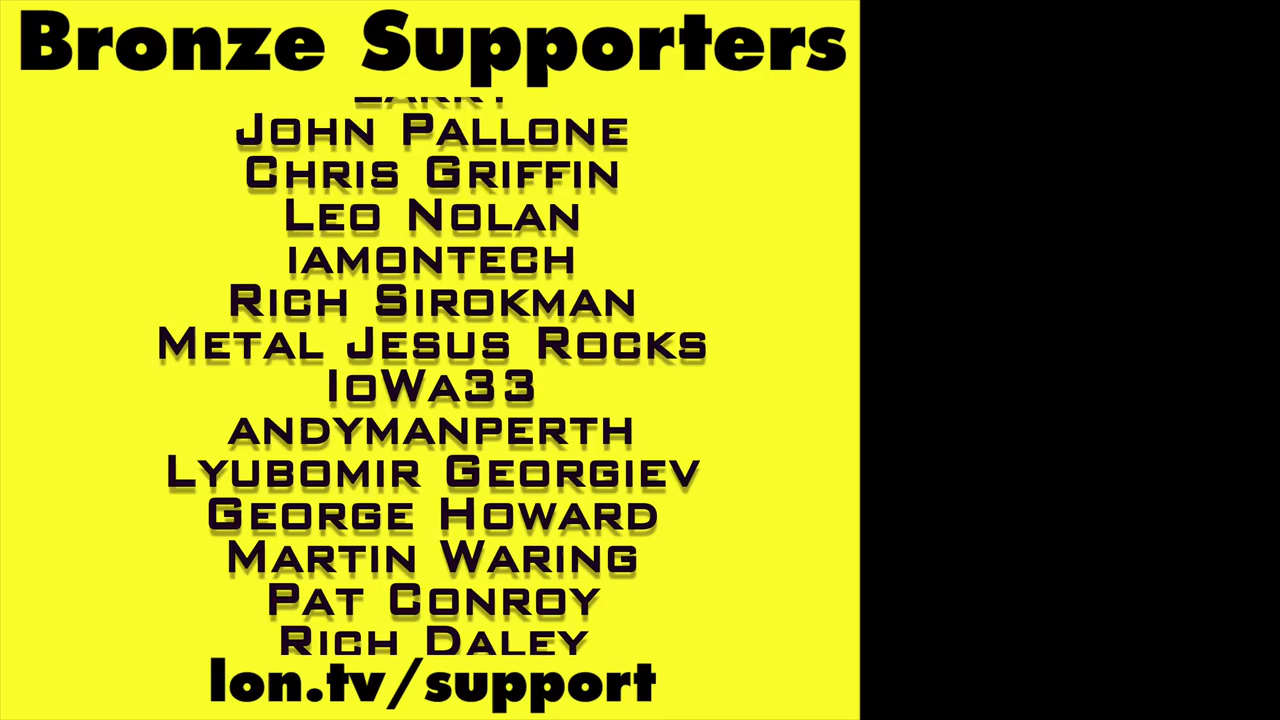 Bronze Supporters
JOHN PALLONE
CHRIS GRIFFIN
LEO NOLAN
IAMONTECH
RICH SIROKMAN
METAL JESUS ROCKS
IOWA33
ANDYMANPERTH
LYUBOMIR GEORGIEV
GEORGE HOWARD
MARTIN WARING
PAT CONROY
RICH DALEY
lon.tv/support